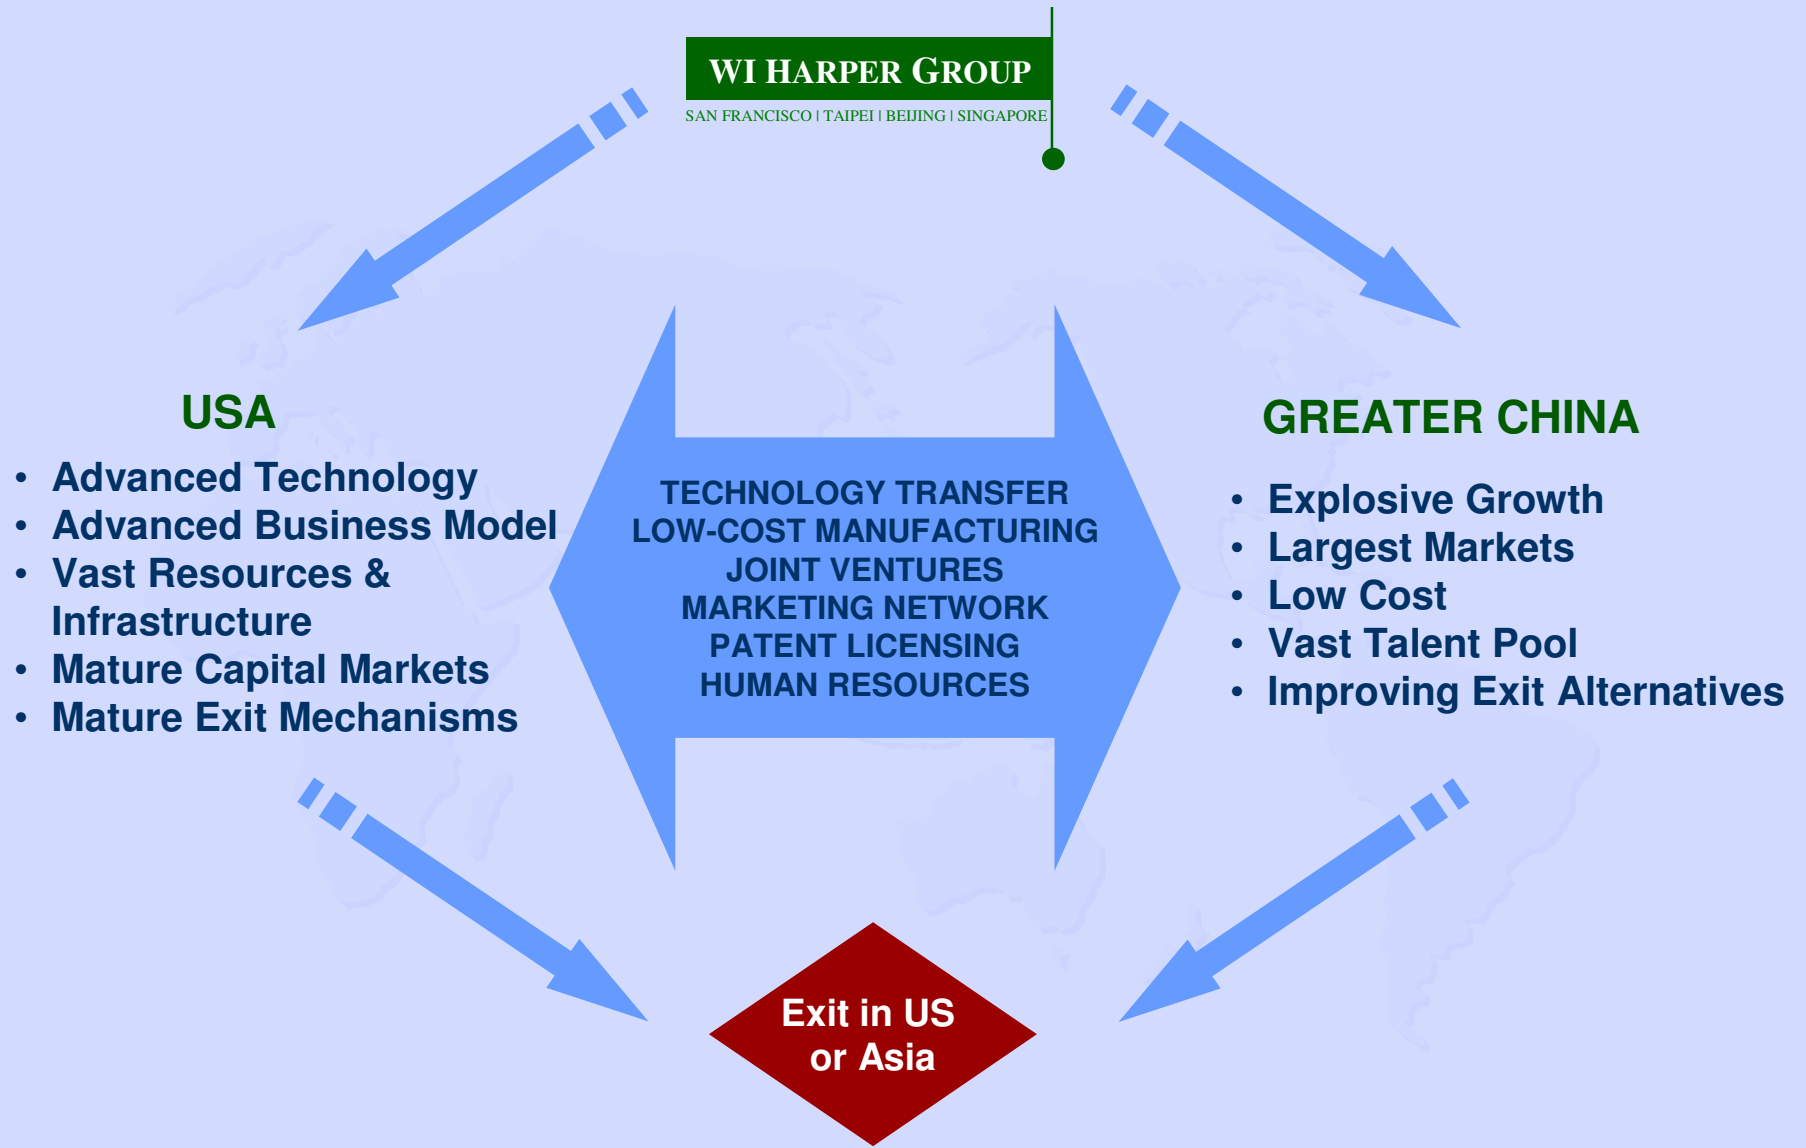 WI HARPER GROUP
SAN FRANCISCO | TAIPEI | BEIJING | SINGAPORE
USA
• Advanced Technology
• Advanced Business Model
• Vast Resources &
Infrastructure
• Mature Capital Markets
• Mature Exit Mechanisms
TECHNOLOGY TRANSFER
LOW-COST MANUFACTURING
JOINT VENTURES
MARKETING NETWORK
PATENT LICENSING
HUMAN RESOURCES
GREATER CHINA
• Explosive Growth
• Largest Markets
• Low Cost
• Vast Talent Pool
• Improving Exit Alternatives
Exit in US
or Asia